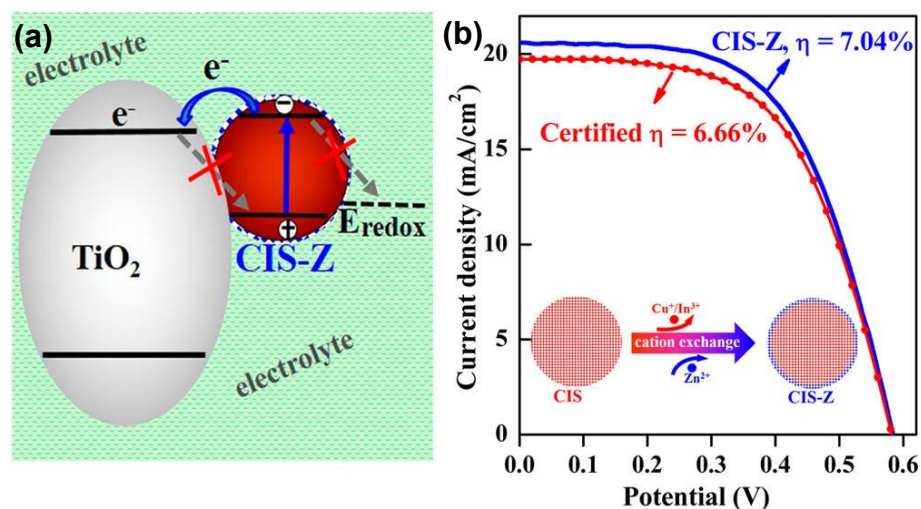 (a)
electrolyte
e⁻
e⁻
−
TiO₂
+
CIS-Z
Eredox
electrolyte
(b)
CIS-Z, η = 7.04%
Certified η = 6.66%
Current density (mA/cm²)
20
15
10
5
0
Cu⁺/In³⁺
cation exchange
Zn²⁺
CIS
CIS-Z
0.0 0.1 0.2 0.3 0.4 0.5 0.6
Potential (V)